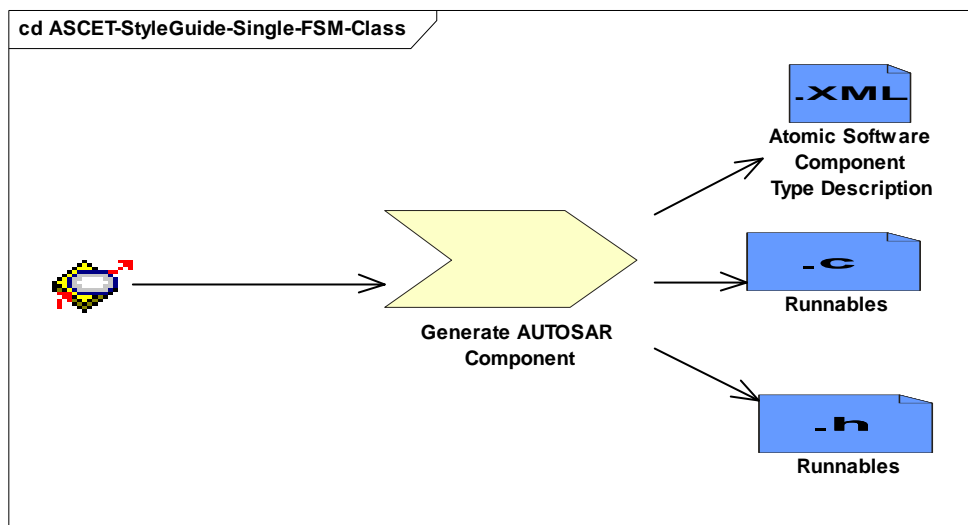 cd ASCET-StyleGuide-Single-FSM-Class
.XML
Atomic Software
Component
Type Description
.c
Runnables
Generate AUTOSAR
Component
.h
Runnables